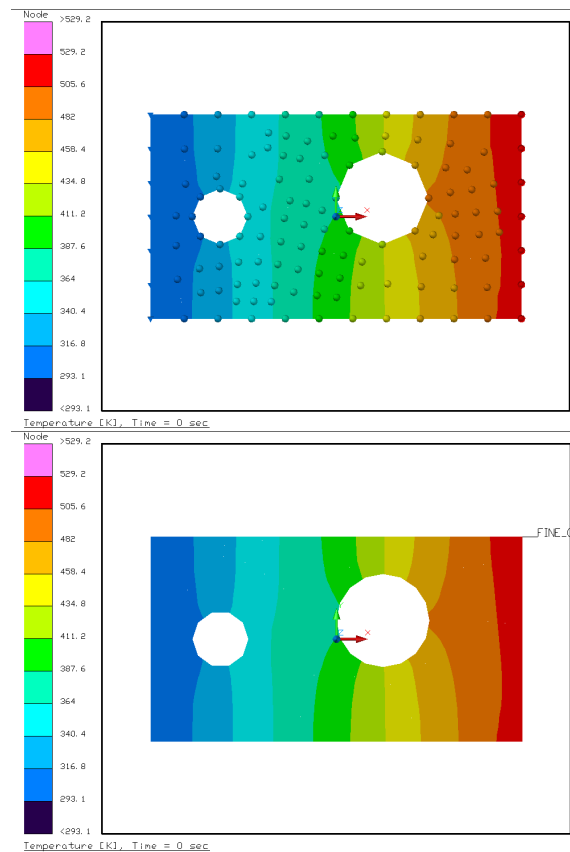 Node
>529.2
529.2
505.6
482
458.4
434.8
411.2
387.6
364
340.4
316.8
293.1
<293.1
Z
X
Temperature [K], Time = 0 sec
Node
>529.2
529.2
505.6
482
458.4
434.8
411.2
387.6
364
340.4
316.8
293.1
<293.1
FINE_
Z
X
Temperature [K], Time = 0 sec